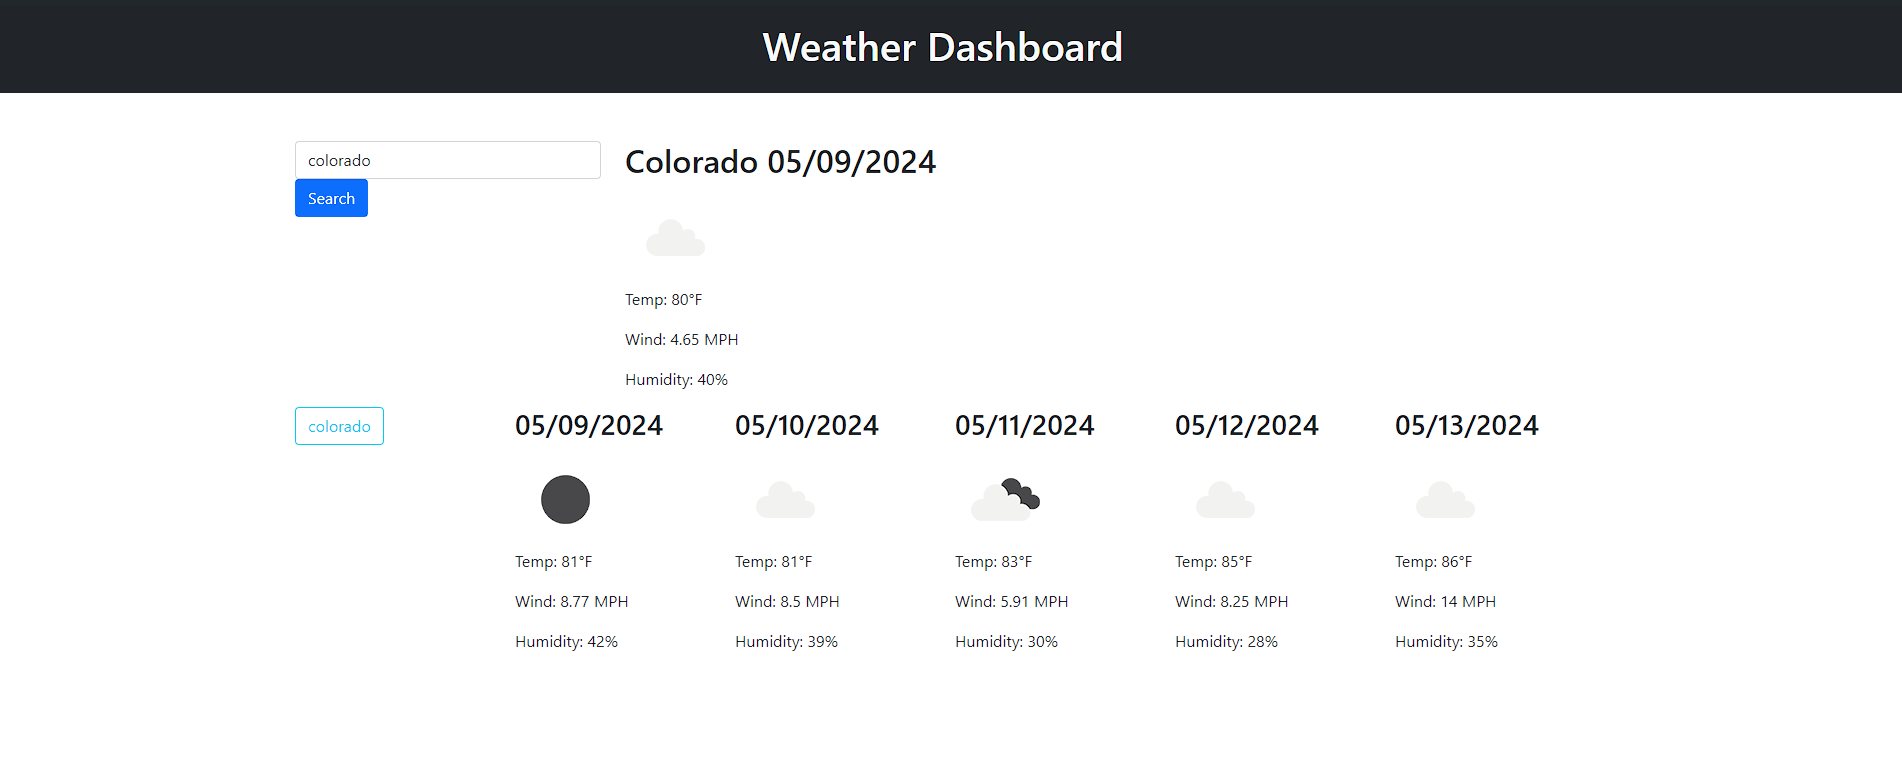 Weather Dashboard
colorado
Search
Colorado 05/09/2024
Temp: 80°F
Wind: 4.65 MPH
Humidity: 40%
colorado
05/09/2024
Temp: 81°F
Wind: 8.77 MPH
Humidity: 42%
05/10/2024
Temp: 81°F
Wind: 8.5 MPH
Humidity: 39%
05/11/2024
Temp: 83°F
Wind: 5.91 MPH
Humidity: 30%
05/12/2024
Temp: 85°F
Wind: 8.25 MPH
Humidity: 28%
05/13/2024
Temp: 86°F
Wind: 14 MPH
Humidity: 35%